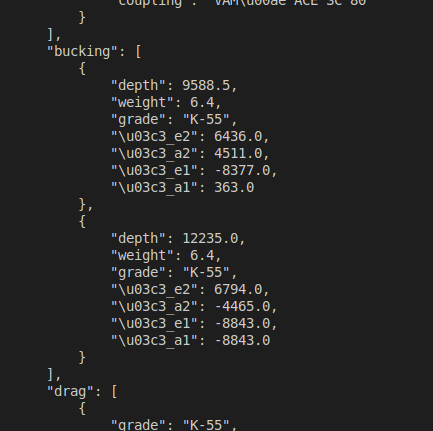 "coupling": "VAM\u00ae ACE SC 80"
}
],
"bucking": [
{
"depth": 9588.5,
"weight": 6.4,
"grade": "K-55",
"\u03c3_e2": 6436.0,
"\u03c3_a2": 4511.0,
"\u03c3_e1": -8377.0,
"\u03c3_a1": 363.0
},
{
"depth": 12235.0,
"weight": 6.4,
"grade": "K-55",
"\u03c3_e2": 6794.0,
"\u03c3_a2": -4465.0,
"\u03c3_e1": -8843.0,
"\u03c3_a1": -8843.0
}
],
"drag": [
{
"grade": "K-55",